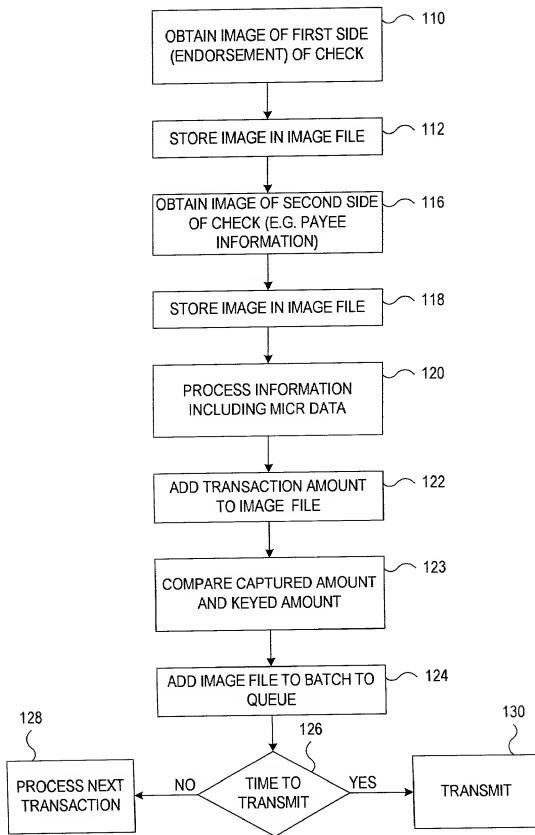 110
OBTAIN IMAGE OF FIRST SIDE
(ENDORSEMENT) OF CHECK
112
STORE IMAGE IN IMAGE FILE
116
OBTAIN IMAGE OF SECOND SIDE
OF CHECK (E.G. PAYEE
INFORMATION)
118
STORE IMAGE IN IMAGE FILE
120
PROCESS INFORMATION
INCLUDING MICR DATA
122
ADD TRANSACTION AMOUNT
TO IMAGE FILE
123
COMPARE CAPTURED AMOUNT
AND KEYED AMOUNT
124
ADD IMAGE FILE TO BATCH TO
QUEUE
128
126
130
PROCESS NEXT
TRANSACTION
NO
TIME TO
TRANSMIT
YES
TRANSMIT